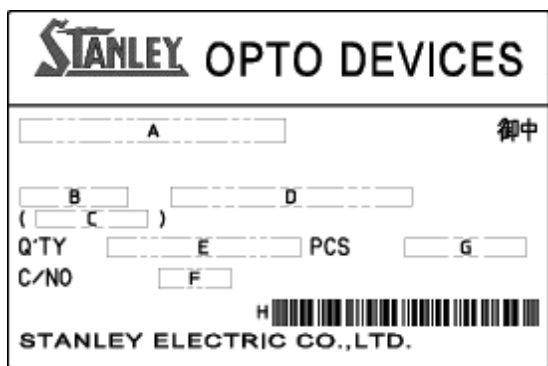 STANLEY OPTO DEVICES
A 御中
B D
( C )
Q'TY E PCS G
C/NO F
H
STANLEY ELECTRIC CO.,LTD.